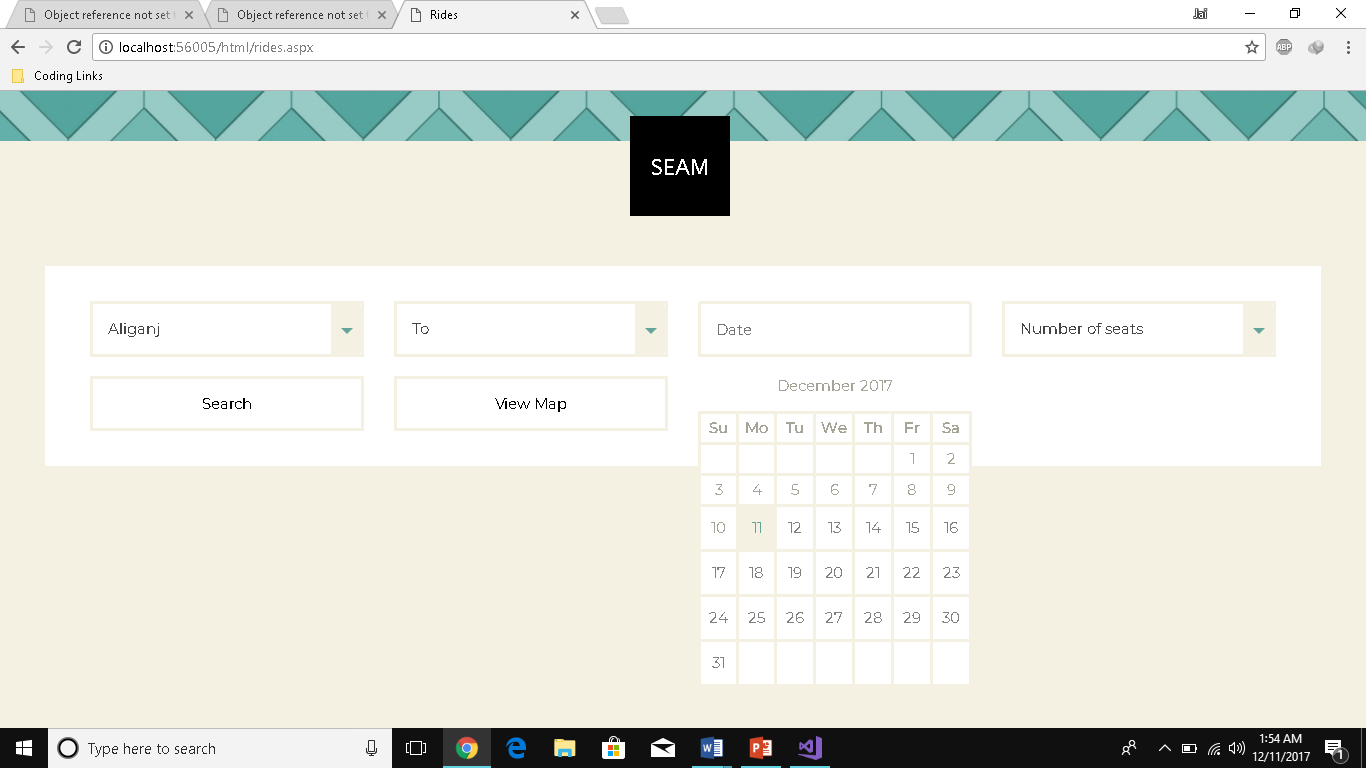 Object reference not set t
Object reference not set t
Rides
Jai
localhost:56005/html/rides.aspx
ABP
Coding Links
SEAM
Aliganj
To
Date
Number of seats
Search
View Map
December 2017
Su Mo Tu We Th Fr Sa
1 2
3 4 5 6 7 8 9
10 11 12 13 14 15 16
17 18 19 20 21 22 23
24 25 26 27 28 29 30
31
Type here to search
1:54 AM
12/11/2017
1